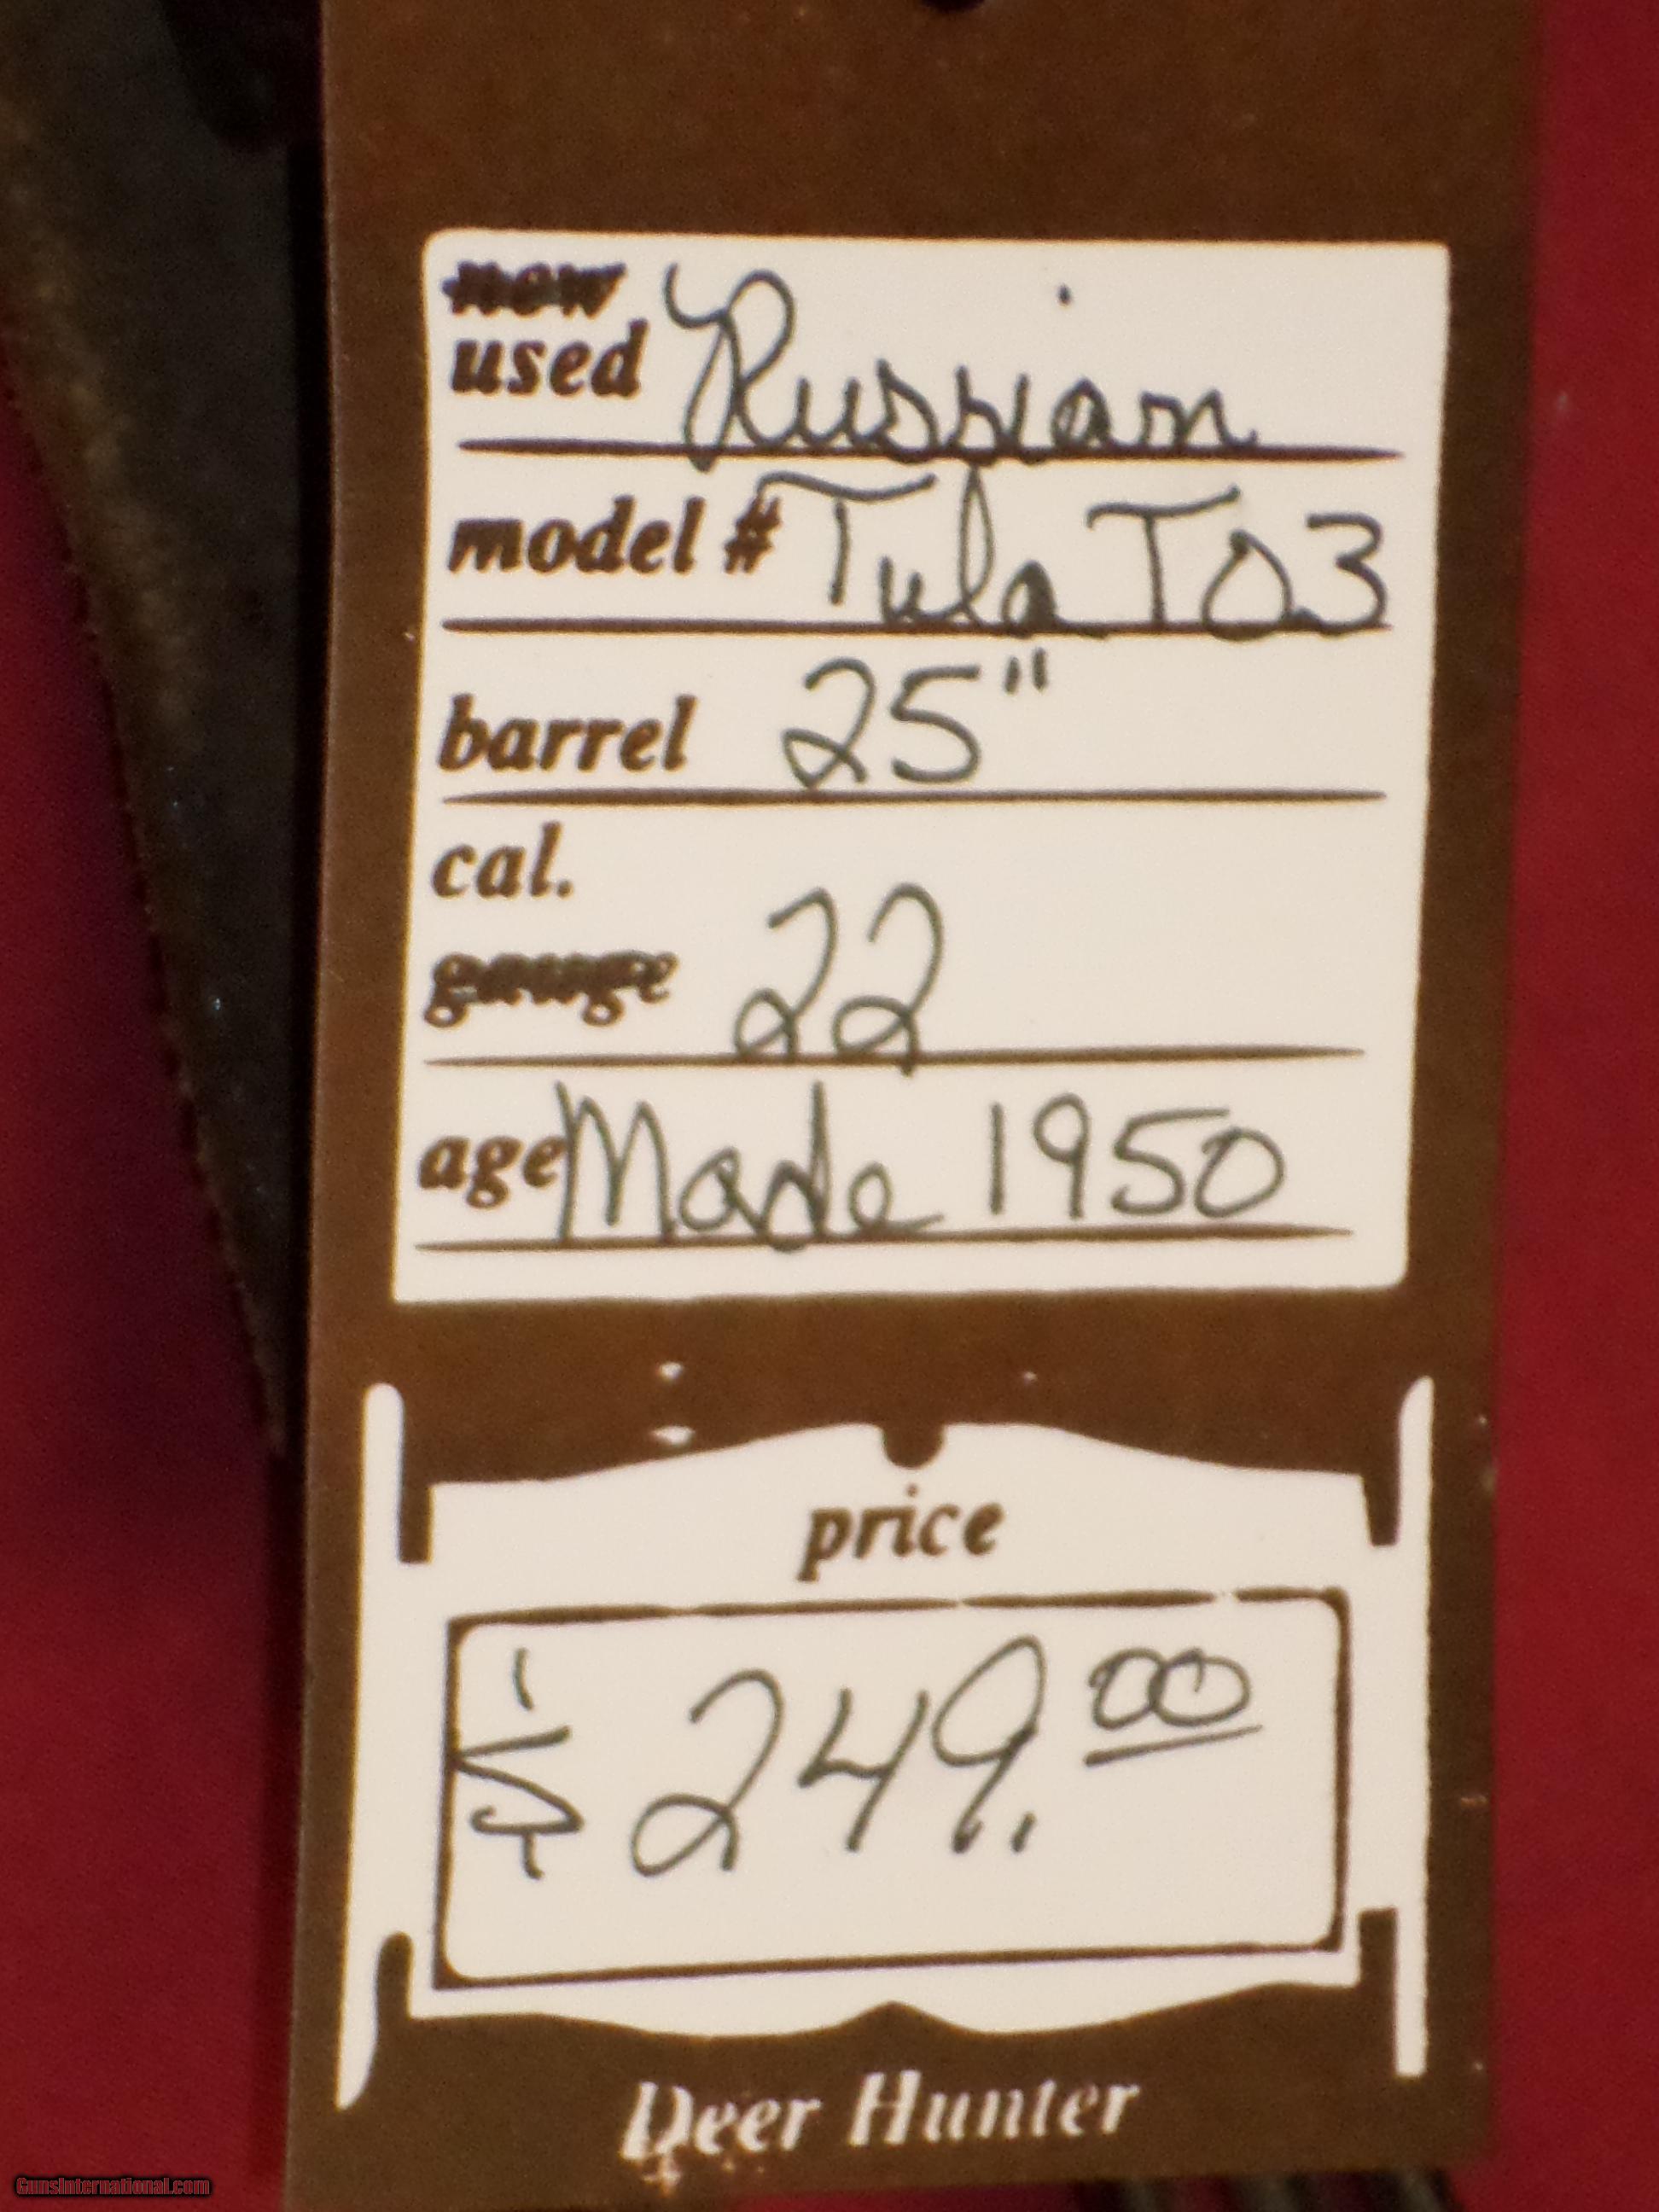 new
used Russian
model # Tula TO3
barrel 25"
cal.
gauge 22
age Made 1950
price
249.00
Deer Hunter
GunsInternational.com